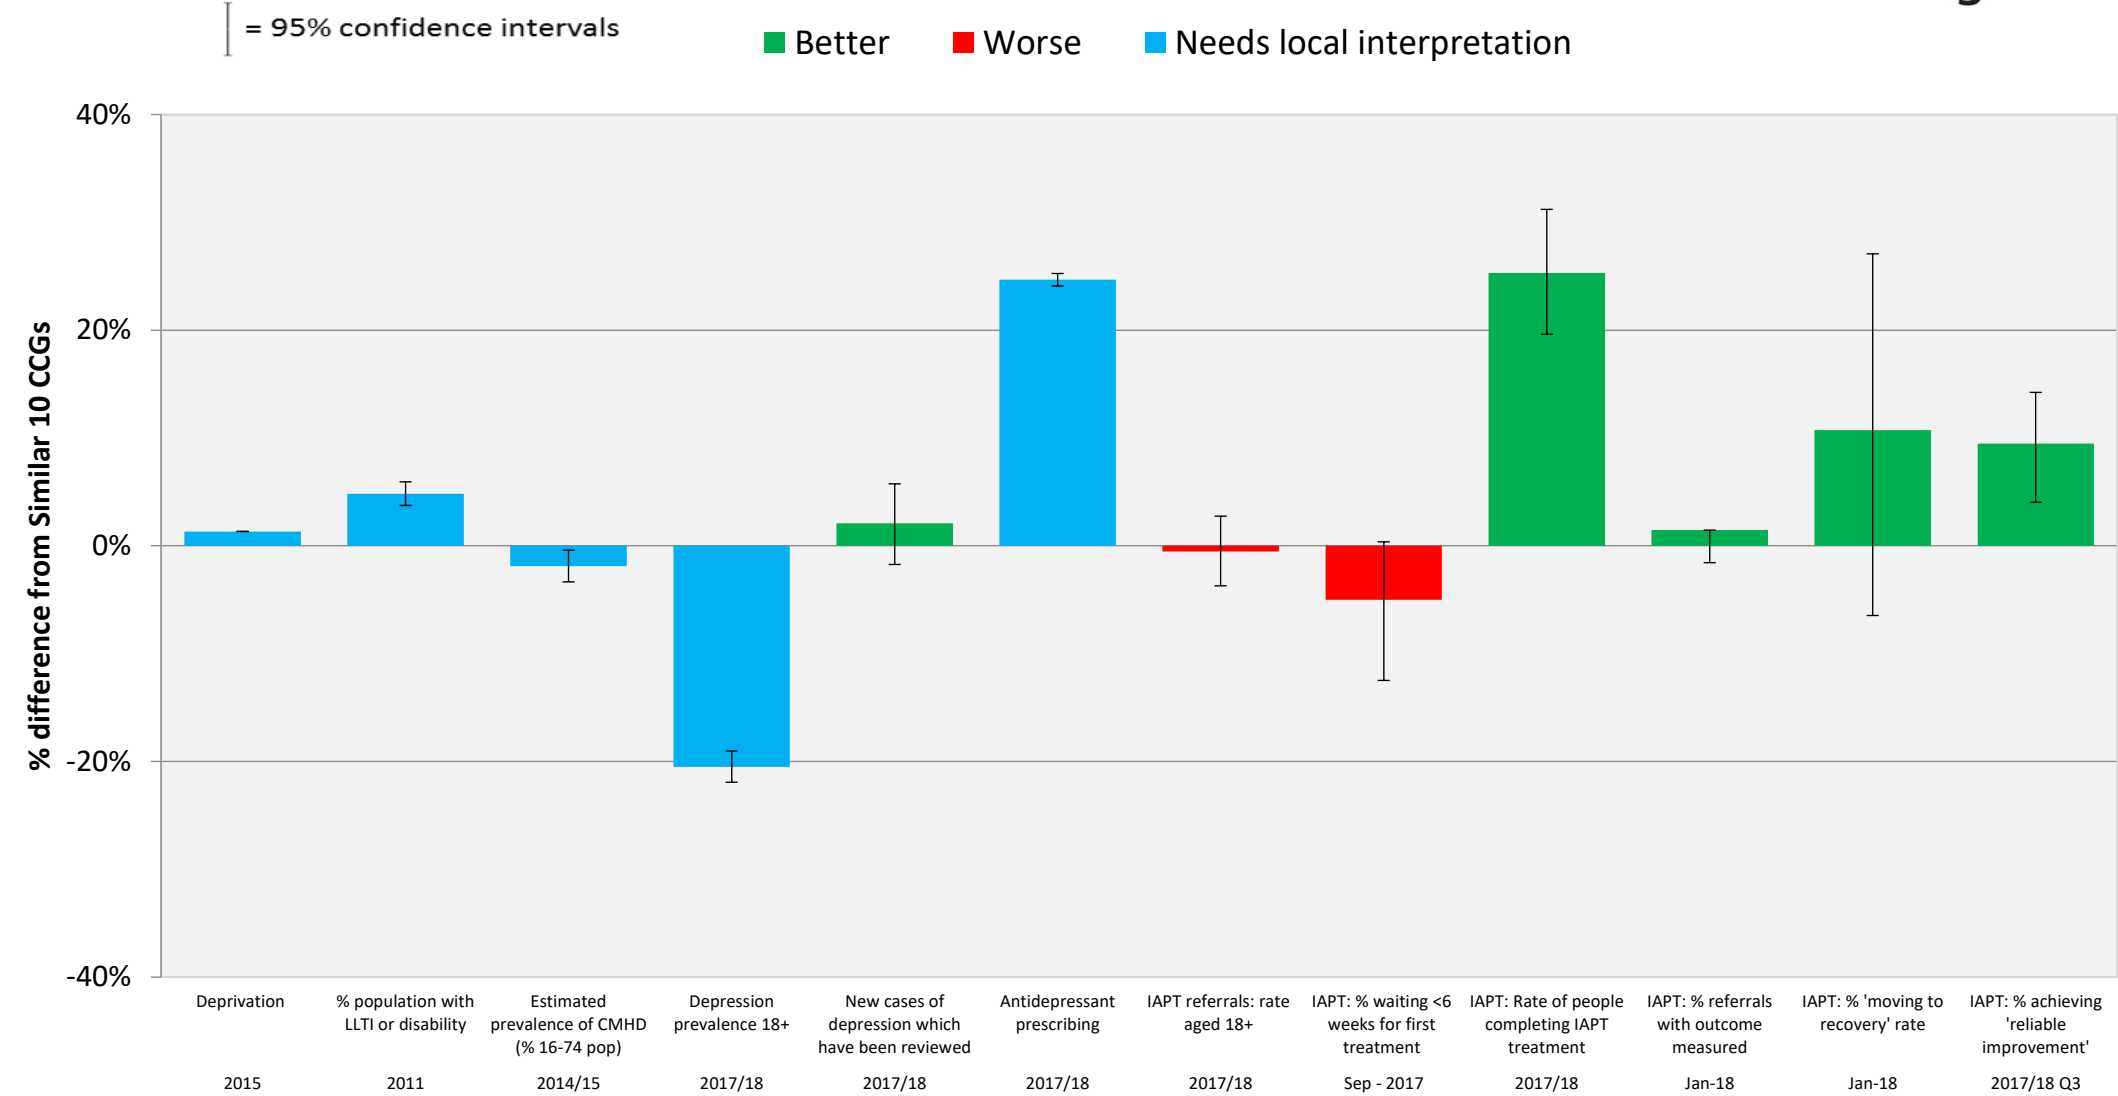 = 95% confidence intervals
Better
Worse
Needs local interpretation
% difference from Similar 10 CCGs
40%
20%
0%
-20%
-40%
Deprivation
2015
% population with
LLTI or disability
2011
Estimated
prevalence of CMHD
(% 16-74 pop)
2014/15
Depression
prevalence 18+
2017/18
New cases of
depression which
have been reviewed
2017/18
Antidepressant
prescribing
2017/18
IAPT referrals: rate
aged 18+
2017/18
IAPT: % waiting <6
weeks for first
treatment
Sep - 2017
IAPT: Rate of people
completing IAPT
treatment
2017/18
IAPT: % referrals
with outcome
measured
Jan-18
IAPT: % 'moving to
recovery' rate
Jan-18
IAPT: % achieving
'reliable
improvement'
2017/18 Q3